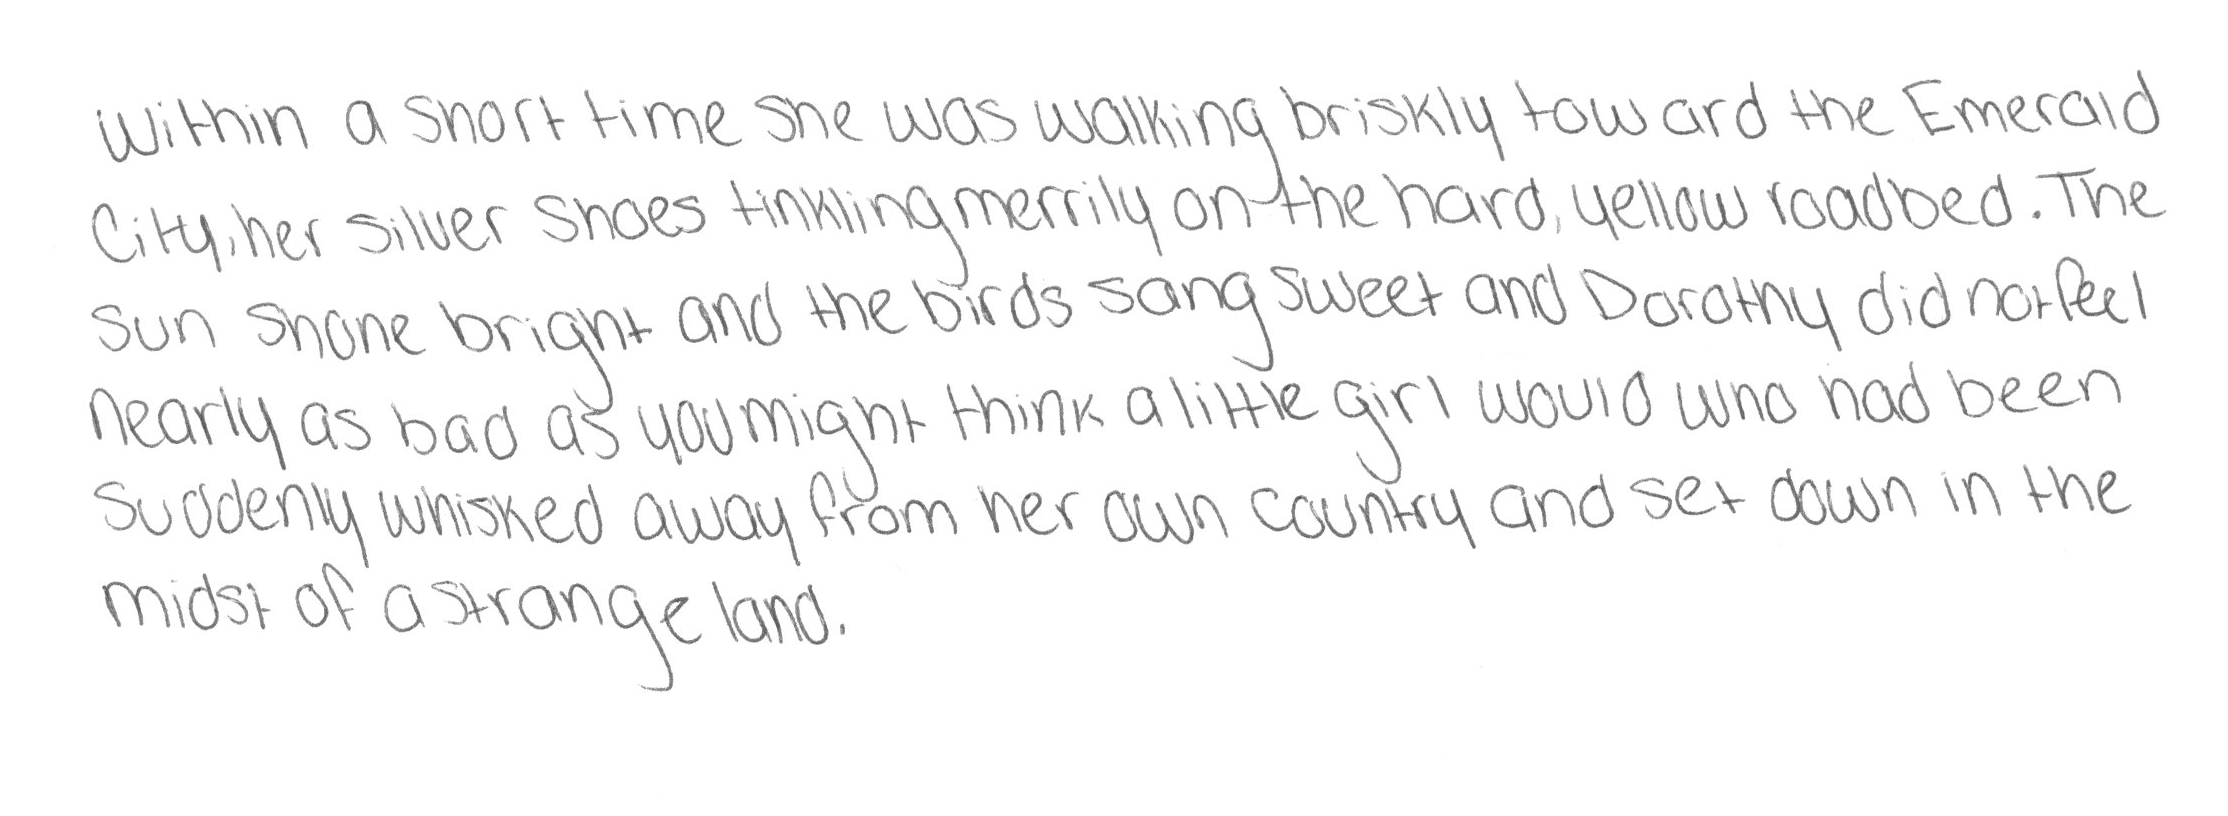 Within a short time she was walking briskly toward the Emerald
City, her silver shoes tinkling merrily on the hard, yellow roadbed. The
sun shone bright and the birds sang sweet and Dorothy did not feel
nearly as bad as you might think a little girl would who had been
suddenly whisked away from her own country and set down in the
midst of a strange land.